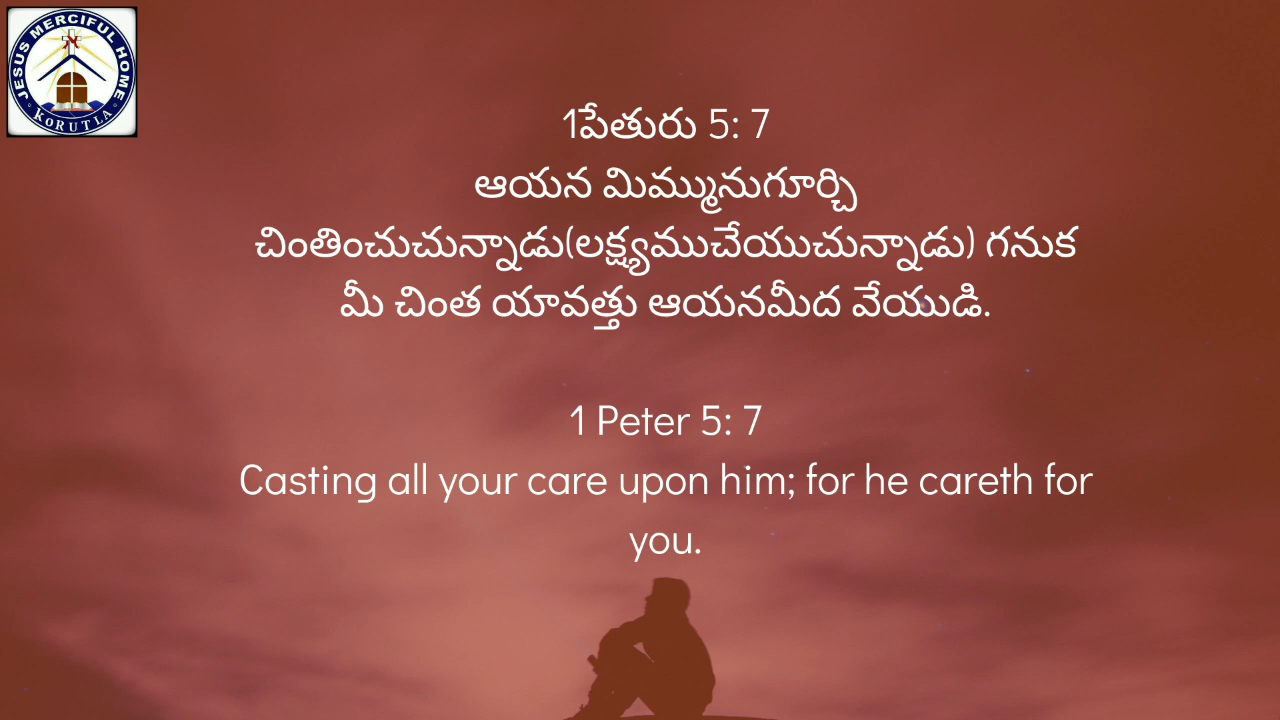 JESUS MERCIFUL HOME
KORUTLA
1పేతురు 5: 7
ఆయన మిమ్మునుగూర్చి
చింతించుచున్నాడు(లక్ష్యముచేయుచున్నాడు) గనుక
మీ చింత యావత్తు ఆయనమీద వేయుడి.
1 Peter 5: 7
Casting all your care upon him; for he careth for
you.